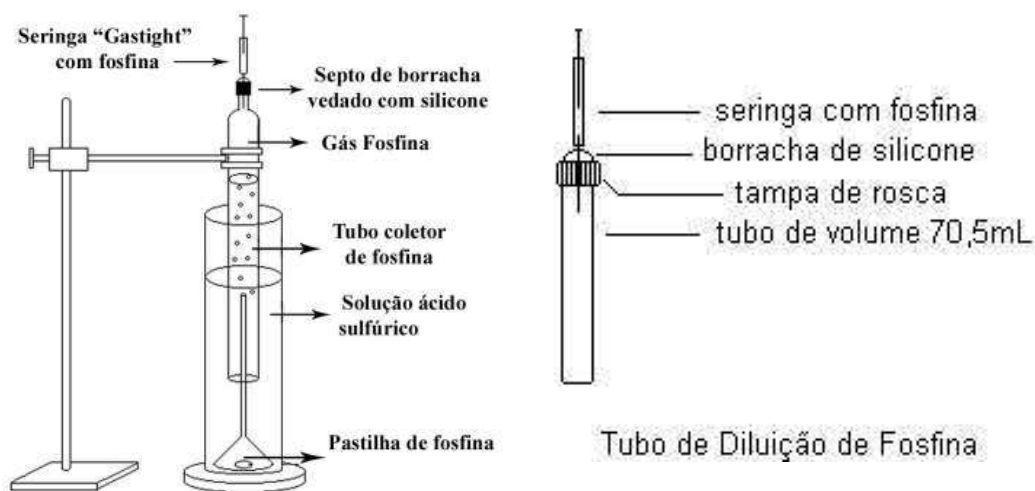 Seringa “Gastight”
com fosfina
Septo de borracha
vedado com silicone
Gás Fosfina
Tubo coletor
de fosfina
Solução ácido
sulfúrico
Pastilha de fosfina
seringa com fosfina
borracha de silicone
tampa de rosca
tubo de volume 70,5mL
Tubo de Diluição de Fosfina